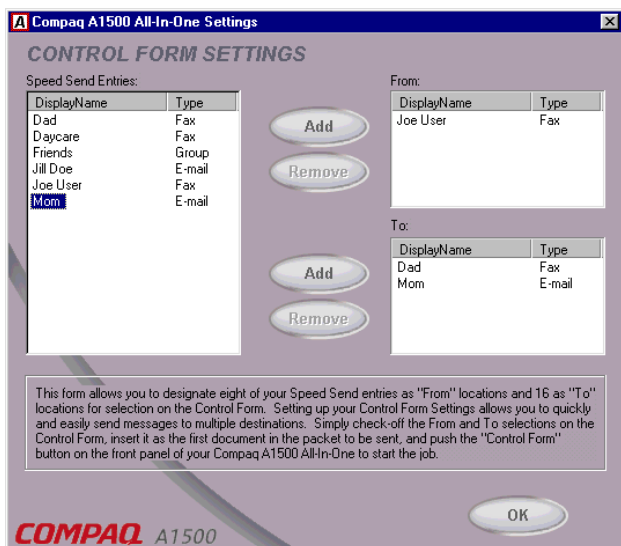 Compaq A1500 All-In-One Settings
CONTROL FORM SETTINGS
Speed Send Entries:
DisplayName Type
Dad Fax
Daycare Fax
Friends Group
Jill Doe E-mail
Joe User Fax
Mom E-mail
Add
Remove
From:
DisplayName Type
Joe User Fax
Add
Remove
To:
DisplayName Type
Dad Fax
Mom E-mail
This form allows you to designate eight of your Speed Send entries as "From" locations and 16 as "To"
locations for selection on the Control Form. Setting up your Control Form Settings allows you to quickly
and easily send messages to multiple destinations. Simply check-off the From and To selections on the
Control Form, insert it as the first document in the packet to be sent, and push the "Control Form"
button on the front panel of your Compaq A1500 All-In-One to start the job.
OK
COMPAQ A1500